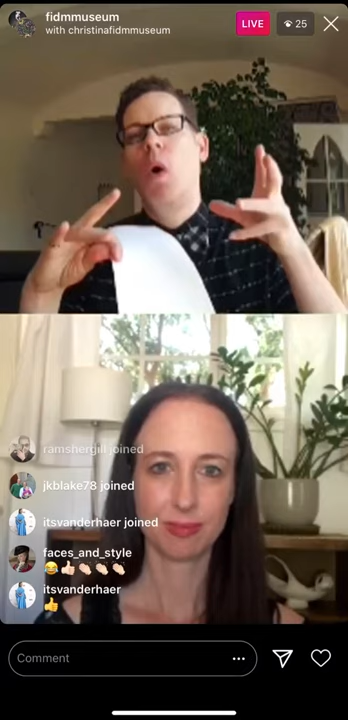 fidmmuseum
with christinafidmmuseum
LIVE
25
ramshergill joined
jkblake78 joined
itsvanderhaer joined
faces_and_style
😂👍🏻👏🏻👏🏻👏🏻
itsvanderhaer
👍
Comment